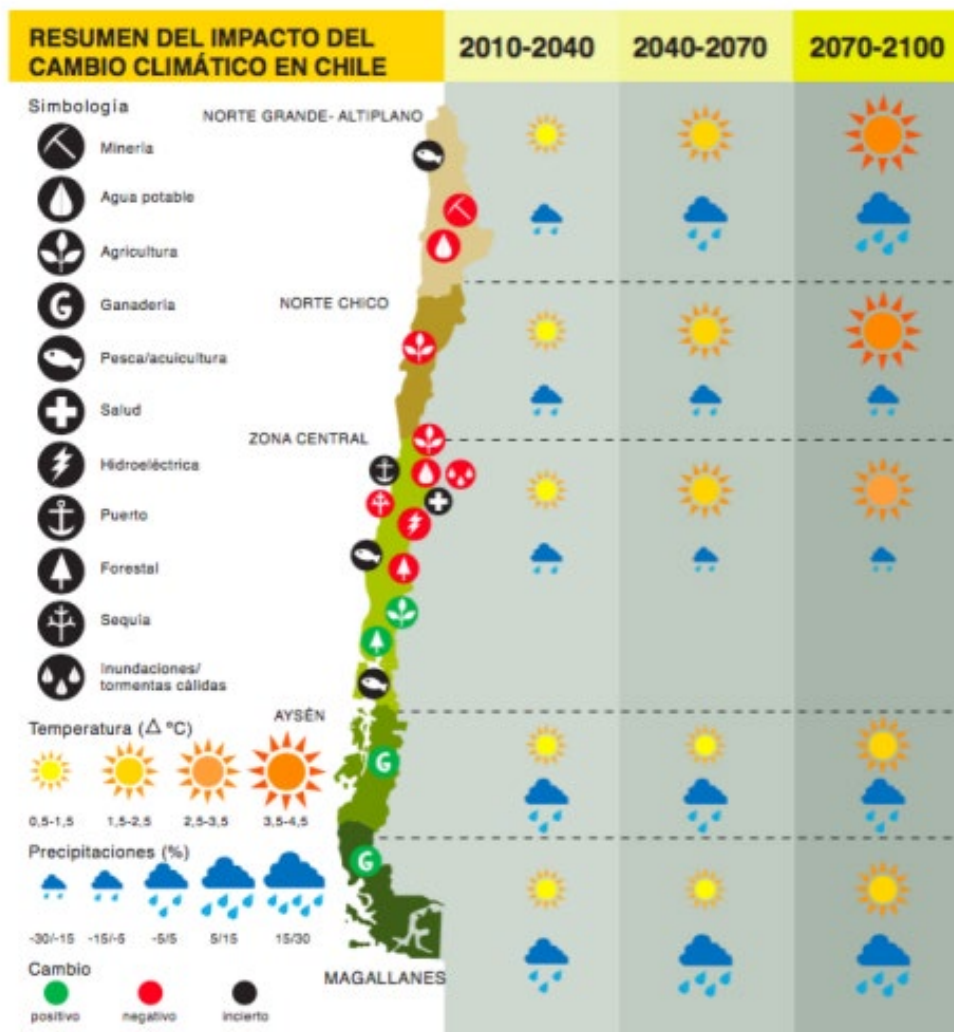 RESUMEN DEL IMPACTO DEL
CAMBIO CLIMÁTICO EN CHILE
2010-2040
2040-2070
2070-2100
Simbología
Minería
Agua potable
Agricultura
Ganadería
Pesca/acuicultura
Salud
Hidroeléctrica
Puerto
Forestal
Sequía
Inundaciones/
tormentas cálidas
NORTE GRANDE- ALTIPLANO
NORTE CHICO
ZONA CENTRAL
AYSÉN
MAGALLANES
Temperatura (△ ºC)
0,5-1,5
1,5-2,5
2,5-3,5
3,5-4,5
Precipitaciones (%)
-30/-15
-15/-5
-5/5
5/15
15/30
Cambio
positivo
negativo
incierto
G
G
G